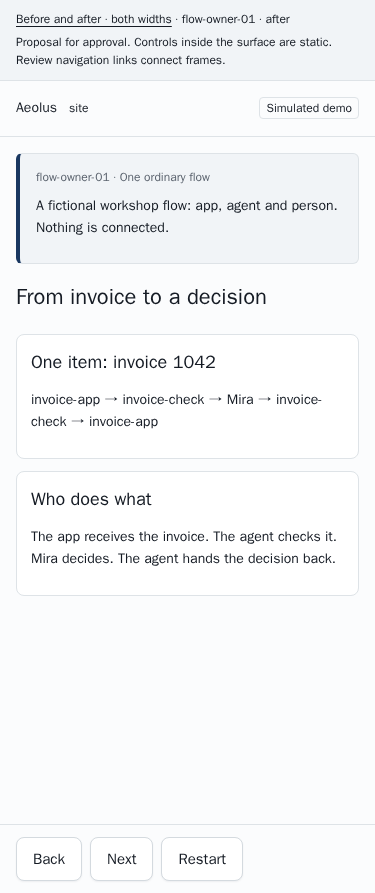 Before and after · both widths · flow-owner-01 · after
Proposal for approval. Controls inside the surface are static.
Review navigation links connect frames.
Aeolus site
Simulated demo
flow-owner-01 · One ordinary flow
A fictional workshop flow: app, agent and person.
Nothing is connected.
From invoice to a decision
One item: invoice 1042
invoice-app → invoice-check → Mira → invoice-
check → invoice-app
Who does what
The app receives the invoice. The agent checks it.
Mira decides. The agent hands the decision back.
Back
Next
Restart